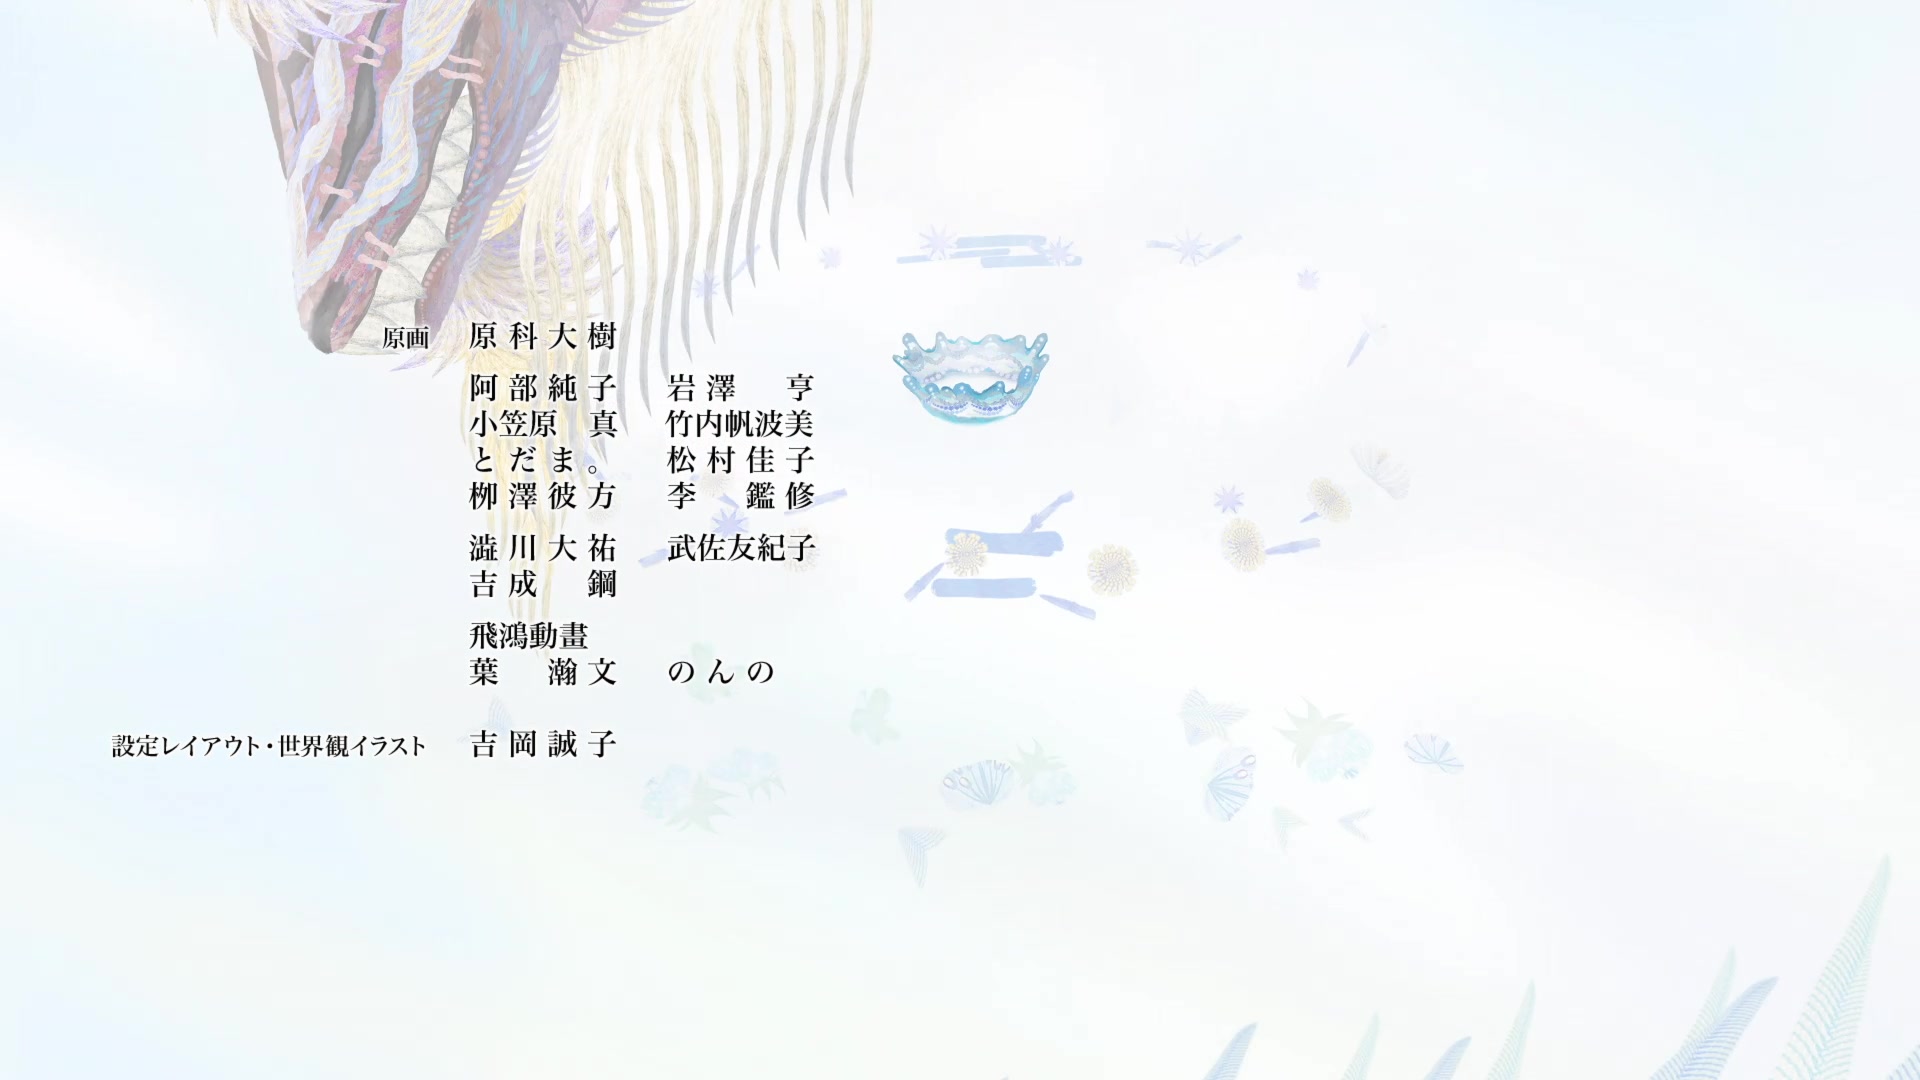 原画 原科大樹
阿部純子 岩澤 亨
小笠原 真 竹内帆波美
とだま。 松村佳子
栁澤彼方 李 鑑修
澁川大祐 武佐友紀子
吉成 鋼
飛鴻動畫
葉 瀚文 のんの
設定レイアウト・世界観イラスト 吉岡誠子